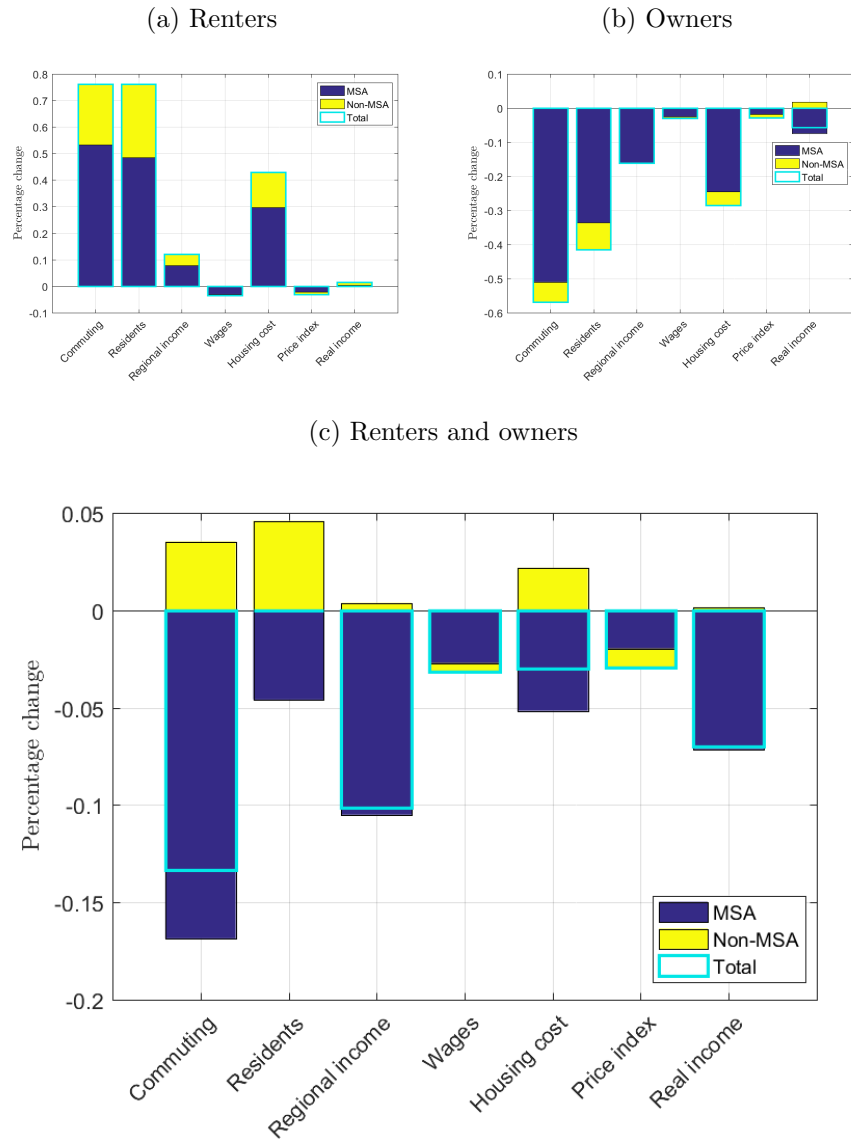 (a) Renters
0.8
0.7
0.6
0.5
0.4
0.3
0.2
0.1
0
-0.1
Percentage change
MSA
Non-MSA
Total
Commuting
Residents
Regional income
Wages
Housing cost
Price index
Real income
(b) Owners
0.1
0
-0.1
-0.2
-0.3
-0.4
-0.5
-0.6
Percentage change
MSA
Non-MSA
Total
Commuting
Residents
Regional income
Wages
Housing cost
Price index
Real income
(c) Renters and owners
0.05
0
-0.05
-0.1
-0.15
-0.2
Percentage change
MSA
Non-MSA
Total
Commuting
Residents
Regional income
Wages
Housing cost
Price index
Real income